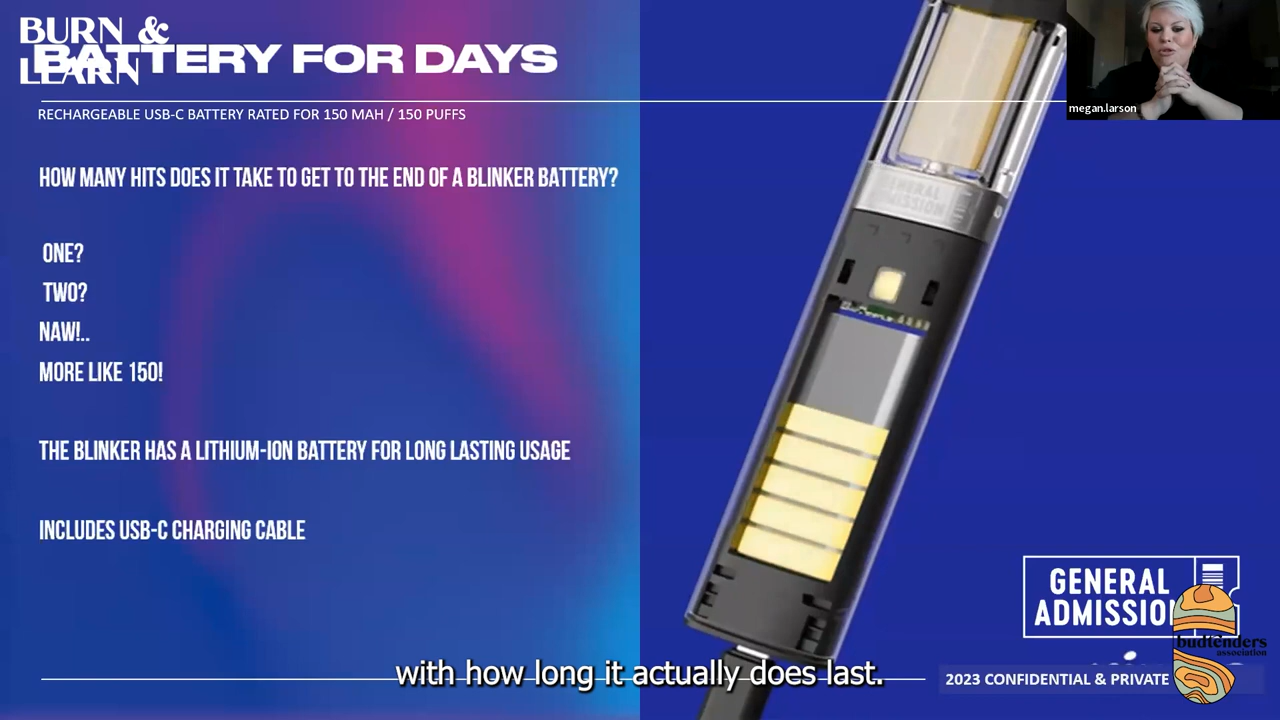 BURN &
LEARN
BATTERY FOR DAYS
megan.larson
RECHARGEABLE USB-C BATTERY RATED FOR 150 MAH / 150 PUFFS
HOW MANY HITS DOES IT TAKE TO GET TO THE END OF A BLINKER BATTERY?
ONE?
TWO?
NAW!..
MORE LIKE 150!
THE BLINKER HAS A LITHIUM-ION BATTERY FOR LONG LASTING USAGE
INCLUDES USB-C CHARGING CABLE
GENERAL
ADMISSION
GENERAL
ADMISSION
budtenders
association
with how long it actually does last.
2023 CONFIDENTIAL & PRIVATE